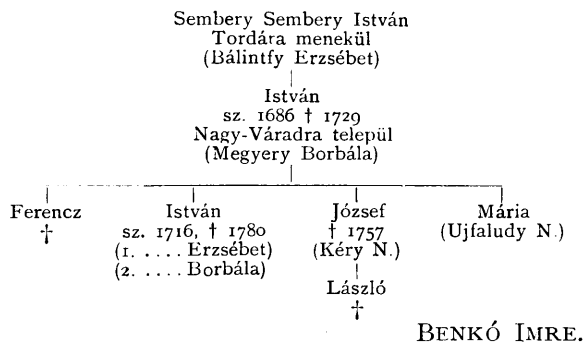 Sembery Sembery István
Tordára menekül
(Bálintfy Erzsébet)
István
sz. 1686 † 1729
Nagy-Váradra települ
(Megyery Borbála)
Ferencz István József Mária
† sz. 1716, † 1780 † 1757 (Ujfaludy N.)
(1. .... Erzsébet) (Kéry N.)
(2. .... Borbála)
László
†
BENKÓ IMRE.